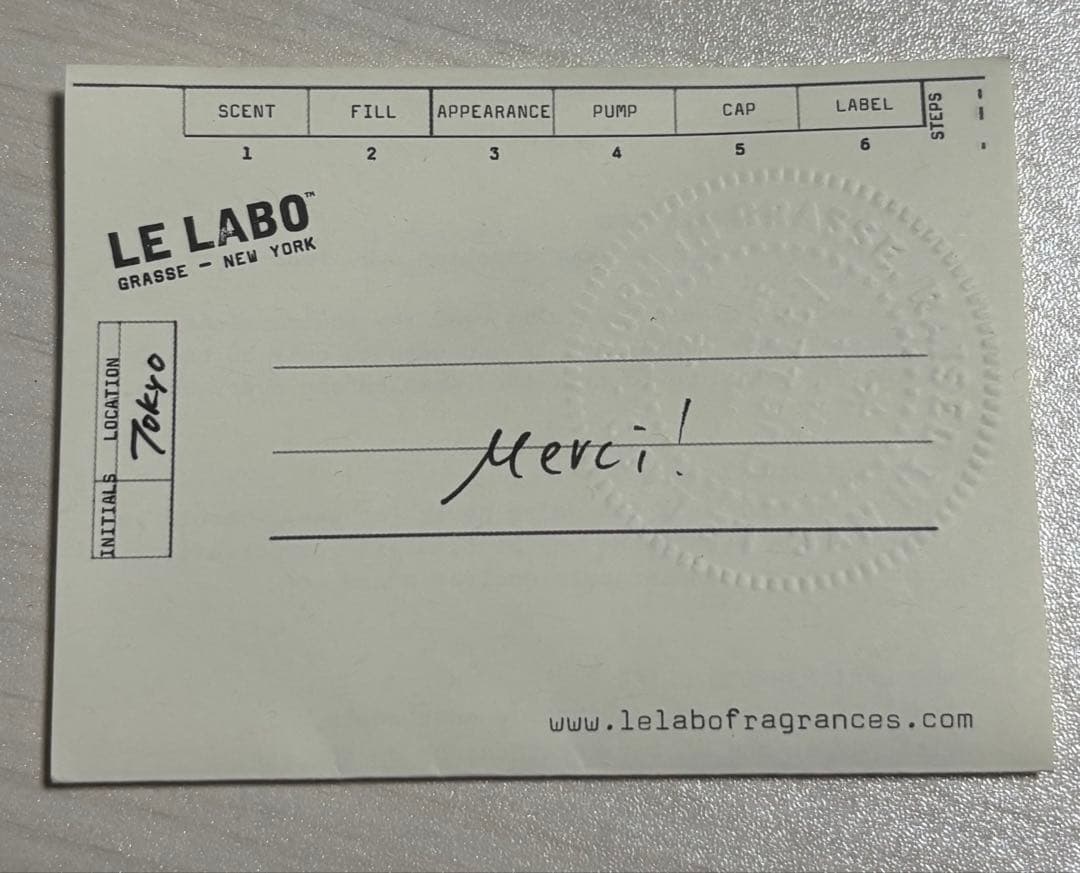 SCENT FILL APPEARANCE PUMP CAP LABEL
1 2 3 4 5 6
STEPS
LE LABO™
GRASSE — NEW YORK
LOCATION
Tokyo
INITIALS
Merci!
www.lelabofragrances.com